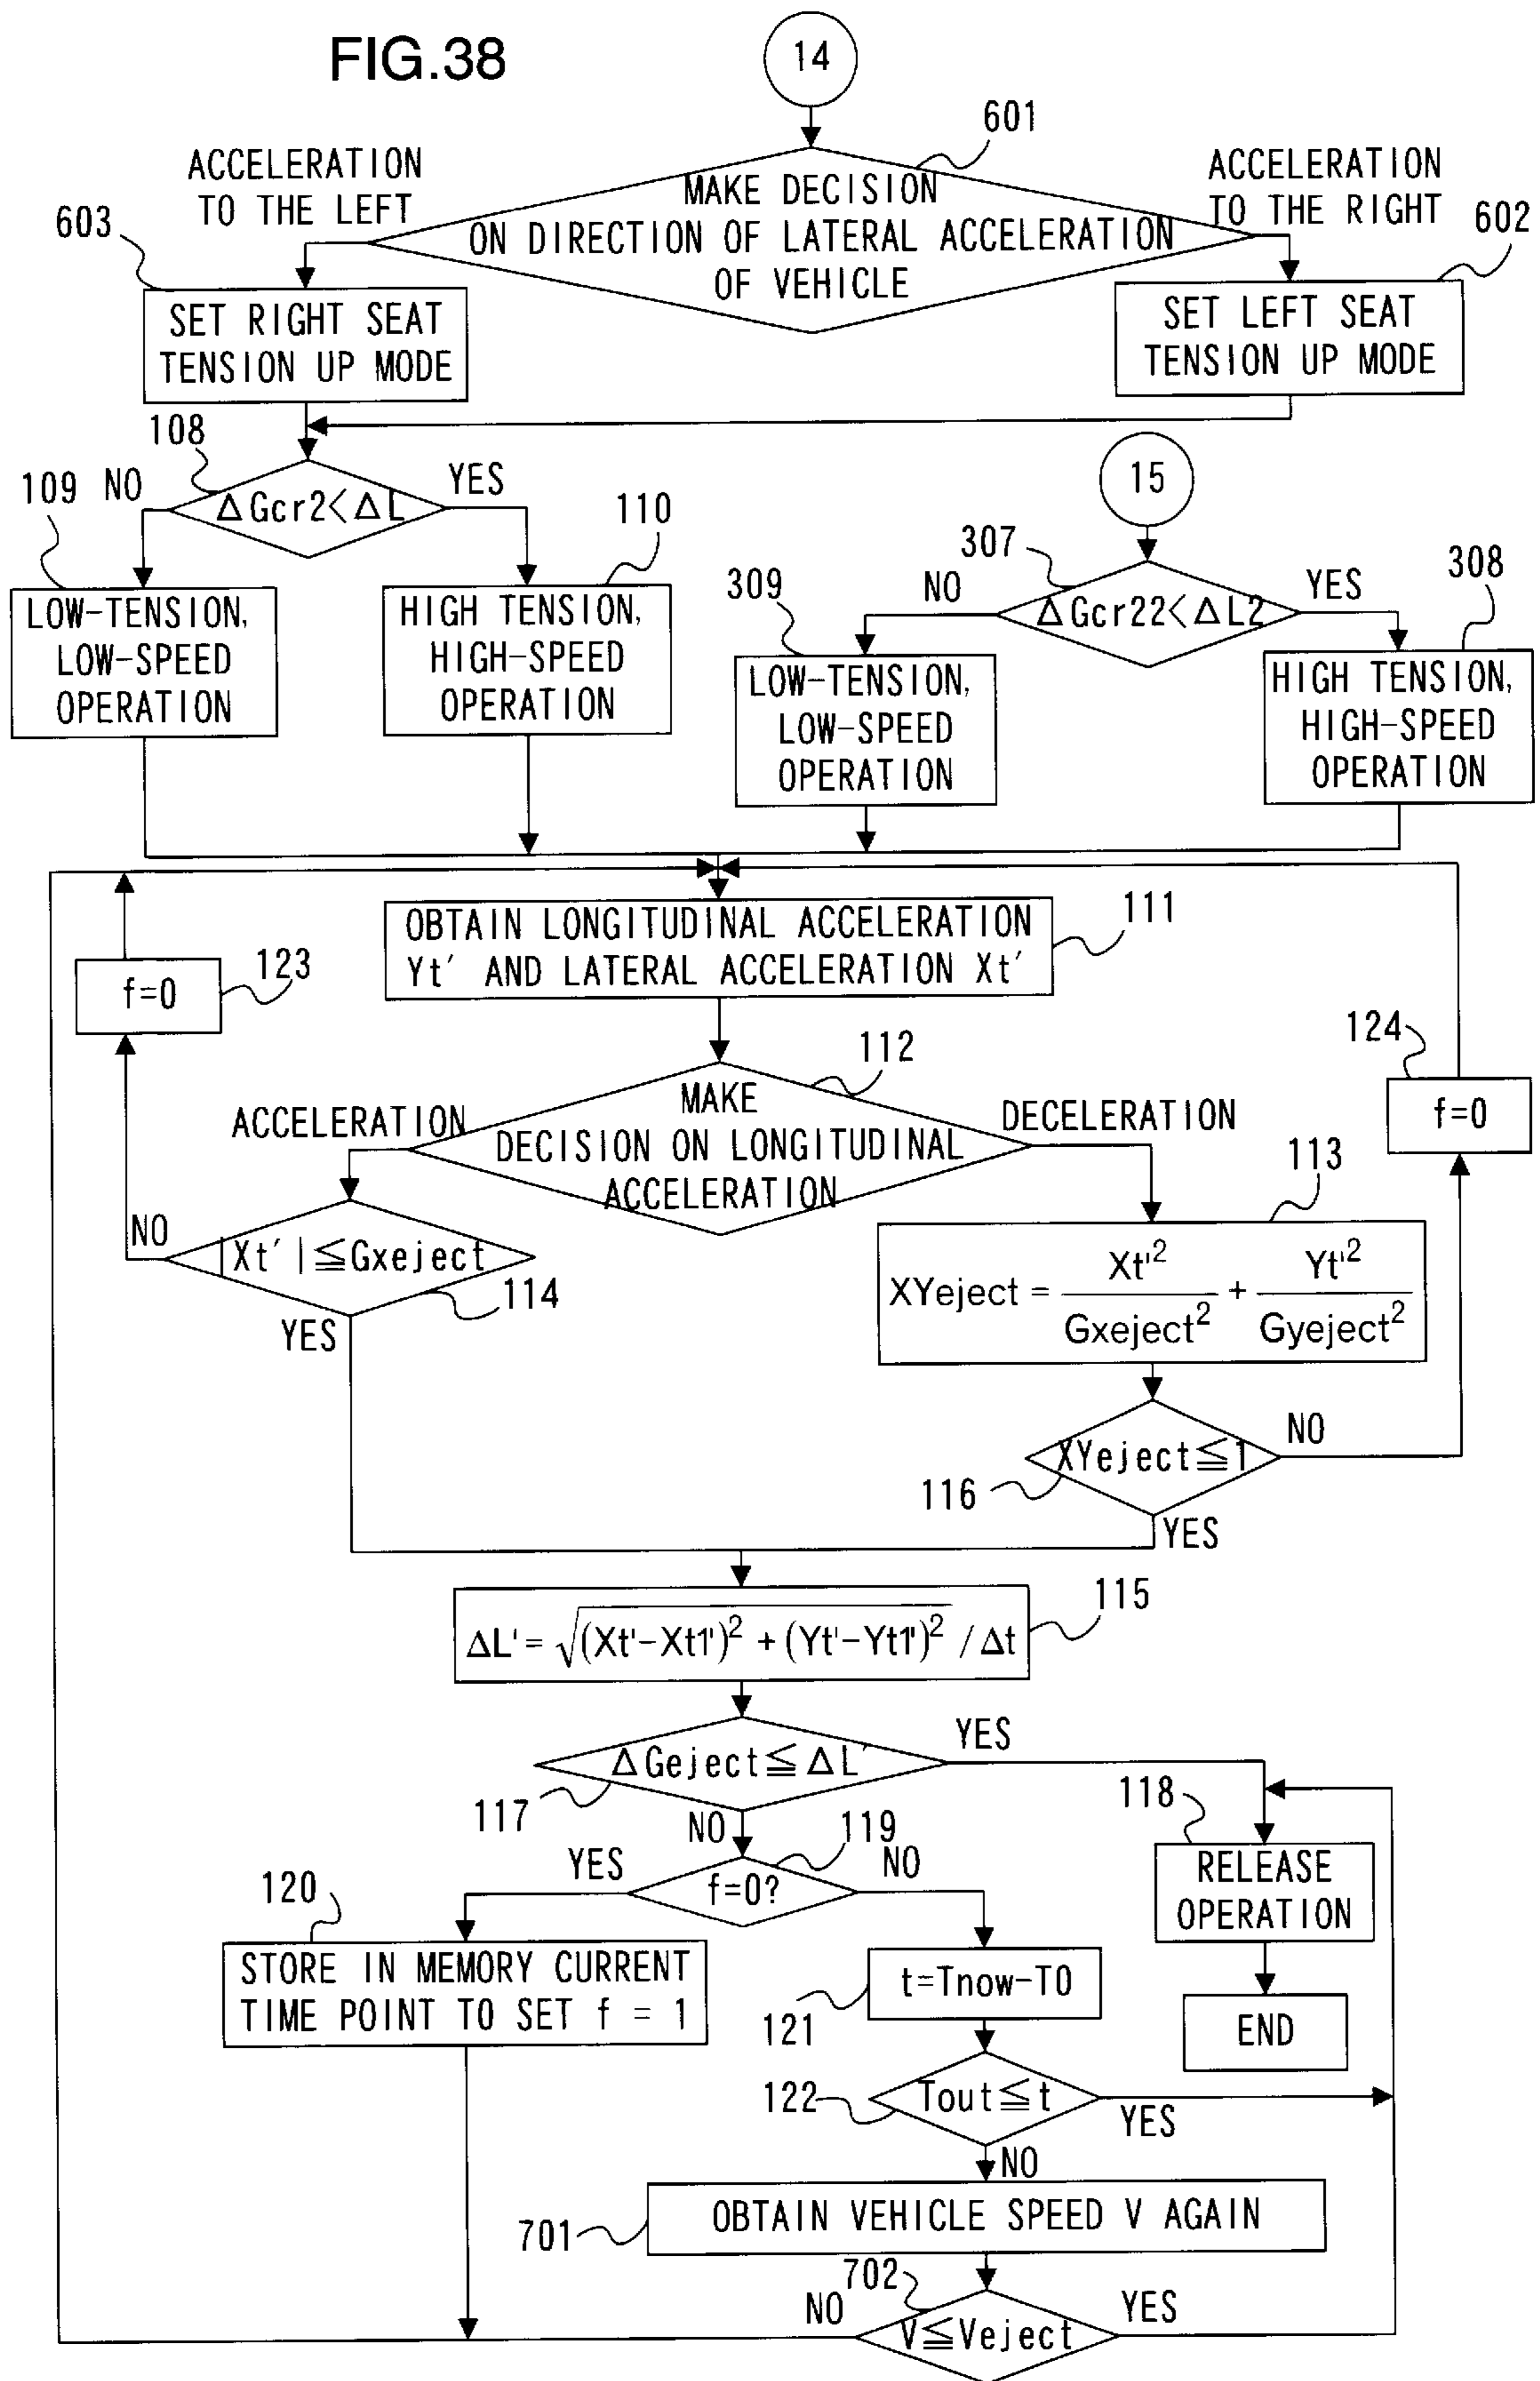 FIG.38
14
601
ACCELERATION
TO THE LEFT
MAKE DECISION
ON DIRECTION OF LATERAL ACCELERATION
OF VEHICLE
ACCELERATION
TO THE RIGHT
603
602
SET RIGHT SEAT
TENSION UP MODE
SET LEFT SEAT
TENSION UP MODE
108
109
NO
ΔGcr2<ΔL
YES
110
15
307
309
NO
ΔGcr22<ΔL2
YES
308
LOW-TENSION,
LOW-SPEED
OPERATION
HIGH TENSION,
HIGH-SPEED
OPERATION
LOW-TENSION,
LOW-SPEED
OPERATION
HIGH TENSION,
HIGH-SPEED
OPERATION
OBTAIN LONGITUDINAL ACCELERATION
Yt′ AND LATERAL ACCELERATION Xt′
111
f=0
123
112
124
f=0
ACCELERATION
MAKE
DECISION ON LONGITUDINAL
ACCELERATION
DECELERATION
113
NO
|Xt′|≦Gxeject
114
YES
XYeject = Xt'²/Gxeject² + Yt'²/Gyeject²
XYeject≦1
NO
116
YES
ΔL' = √(Xt'-Xt1')² + (Yt'-Yt1')² / Δt
115
ΔGeject≦ΔL′
YES
117
118
NO
119
YES
f=0?
NO
120
RELEASE
OPERATION
STORE IN MEMORY CURRENT
TIME POINT TO SET f = 1
t=Tnow-T0
121
END
122
Tout≦t
YES
NO
701
OBTAIN VEHICLE SPEED V AGAIN
702
NO
V≦Veject
YES